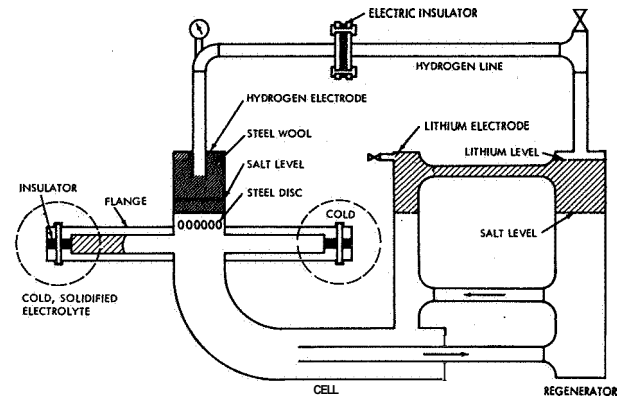 ELECTRIC INSULATOR
HYDROGEN LINE
HYDROGEN ELECTRODE
STEEL WOOL
SALT LEVEL
STEEL DISC
LITHIUM ELECTRODE
LITHIUM LEVEL
INSULATOR
FLANGE
COLD
SALT LEVEL
COLD, SOLIDIFIED
ELECTROLYTE
CELL
REGENERATOR